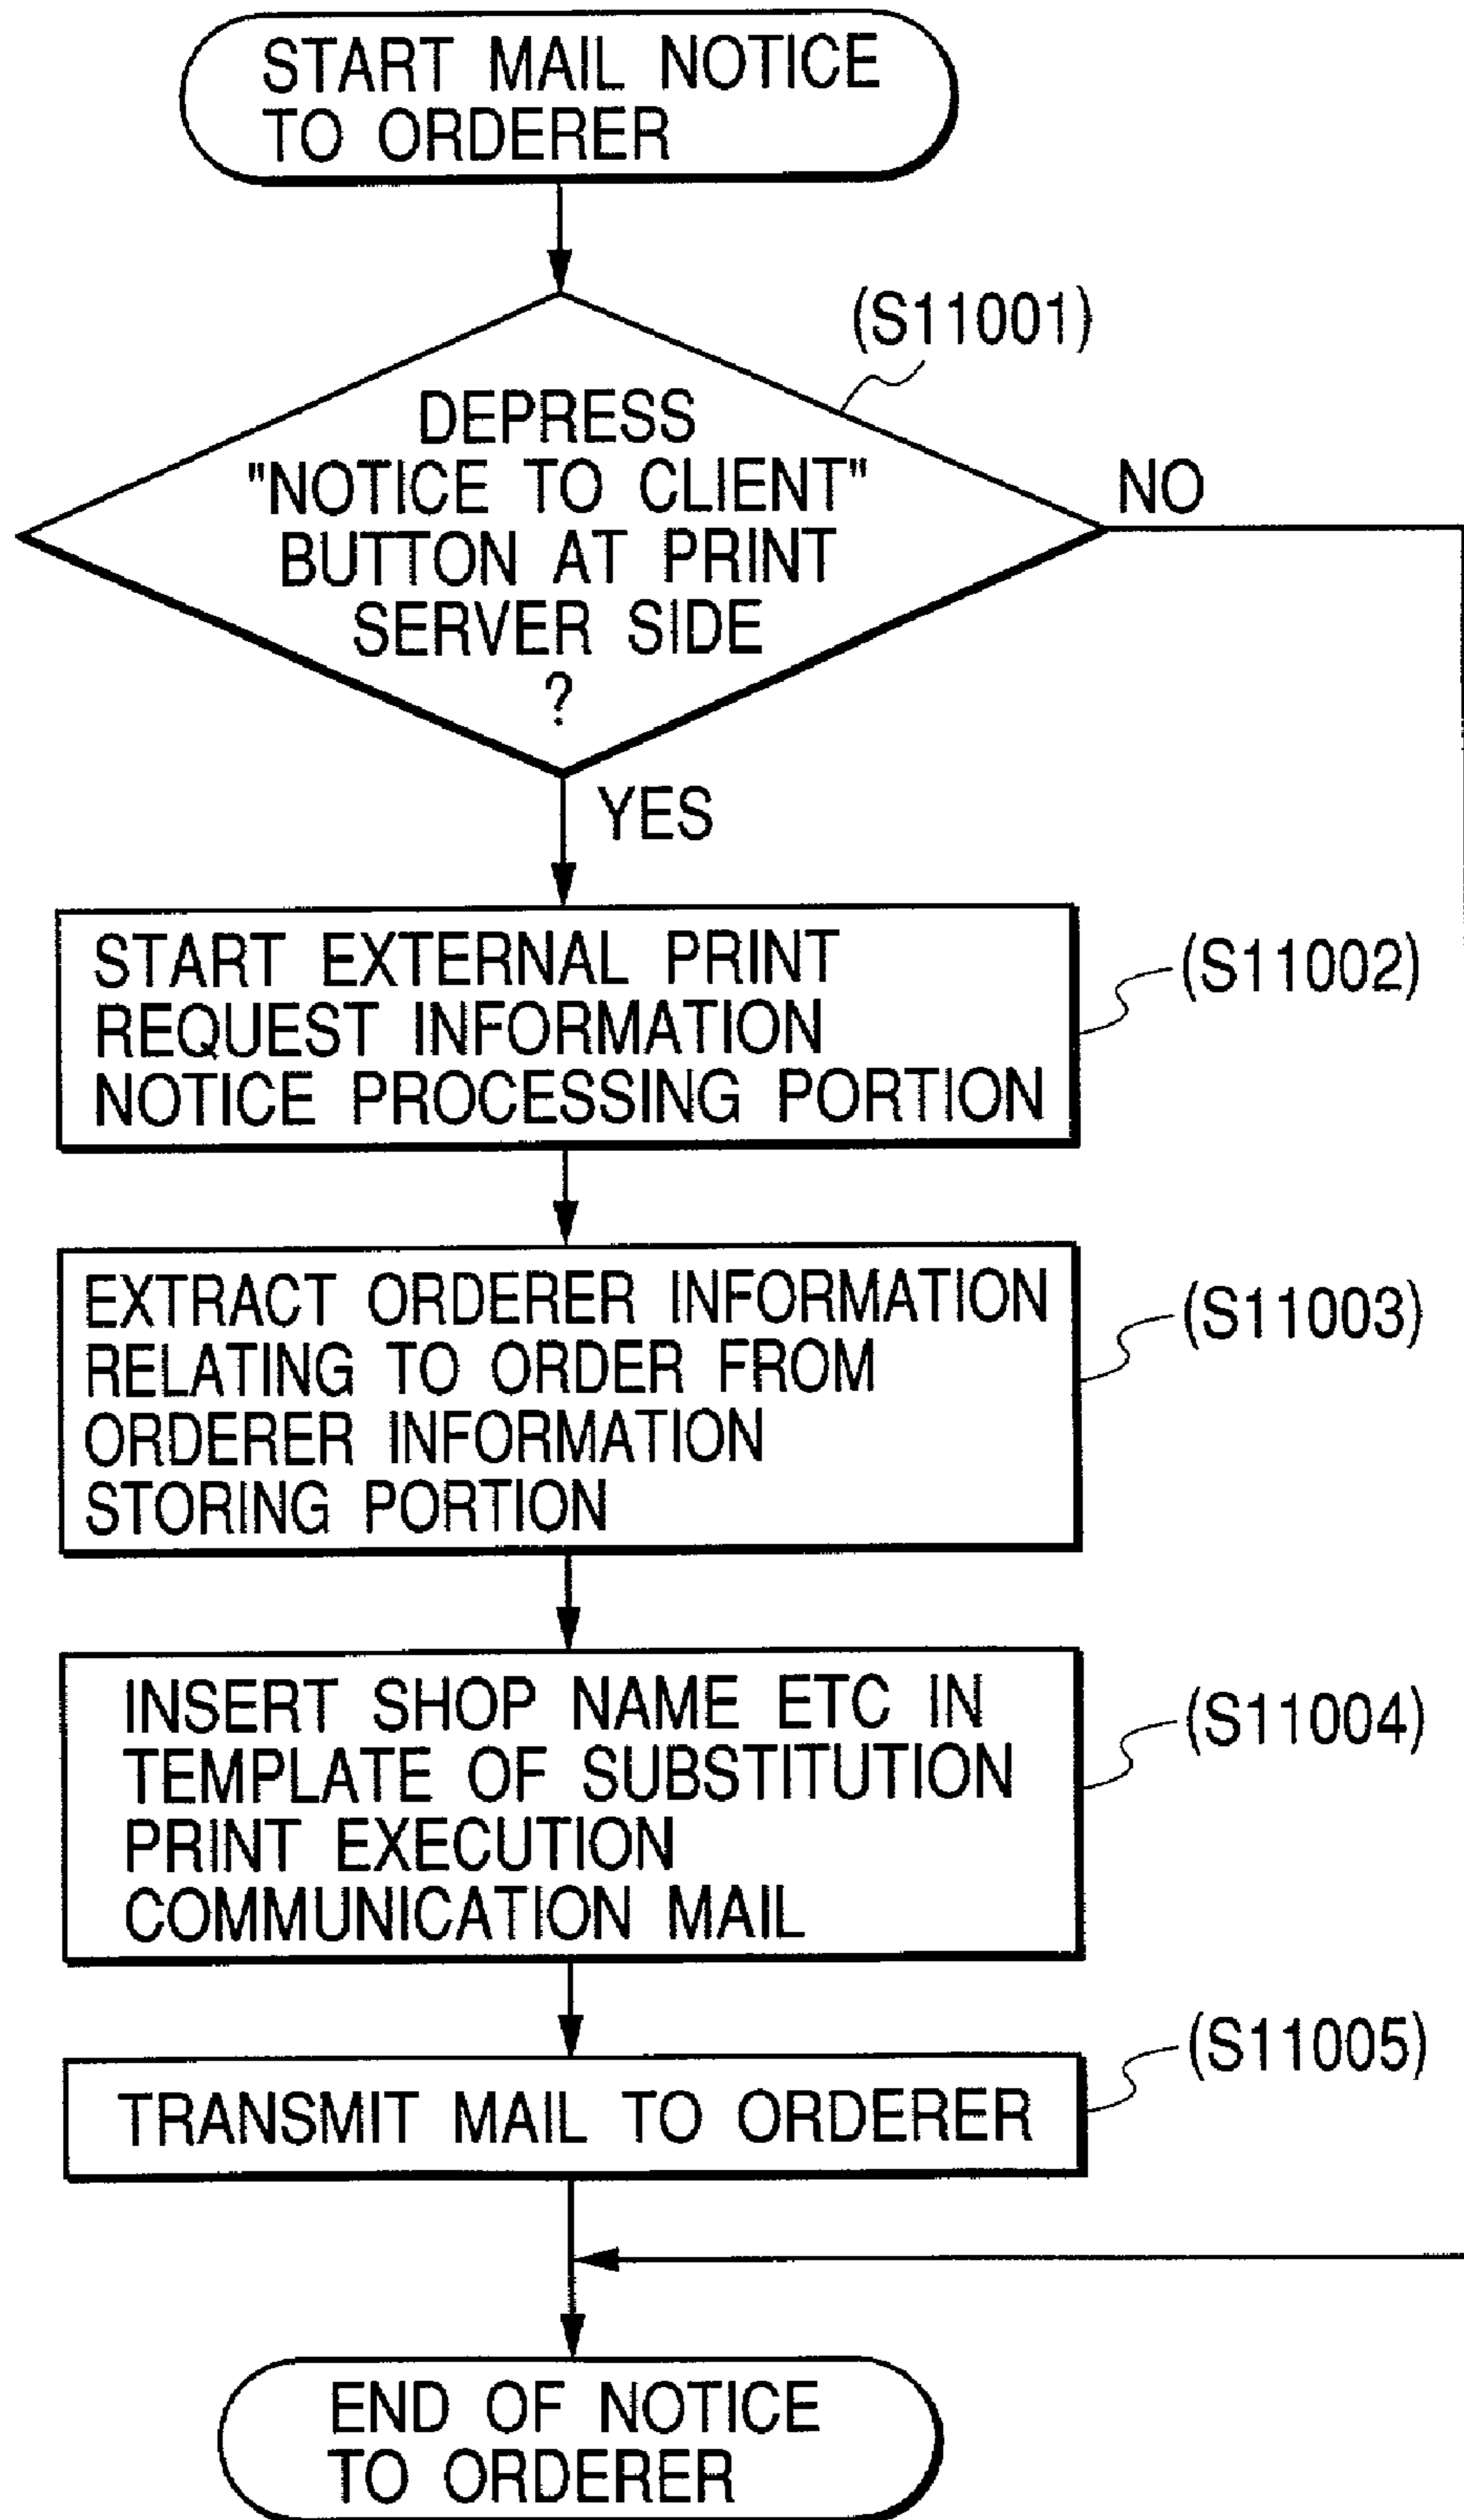 START MAIL NOTICE
TO ORDERER
(S11001)
DEPRESS
"NOTICE TO CLIENT"
BUTTON AT PRINT
SERVER SIDE
?
NO
YES
START EXTERNAL PRINT
REQUEST INFORMATION
NOTICE PROCESSING PORTION
(S11002)
EXTRACT ORDERER INFORMATION
RELATING TO ORDER FROM
ORDERER INFORMATION
STORING PORTION
(S11003)
INSERT SHOP NAME ETC IN
TEMPLATE OF SUBSTITUTION
PRINT EXECUTION
COMMUNICATION MAIL
(S11004)
TRANSMIT MAIL TO ORDERER
(S11005)
END OF NOTICE
TO ORDERER